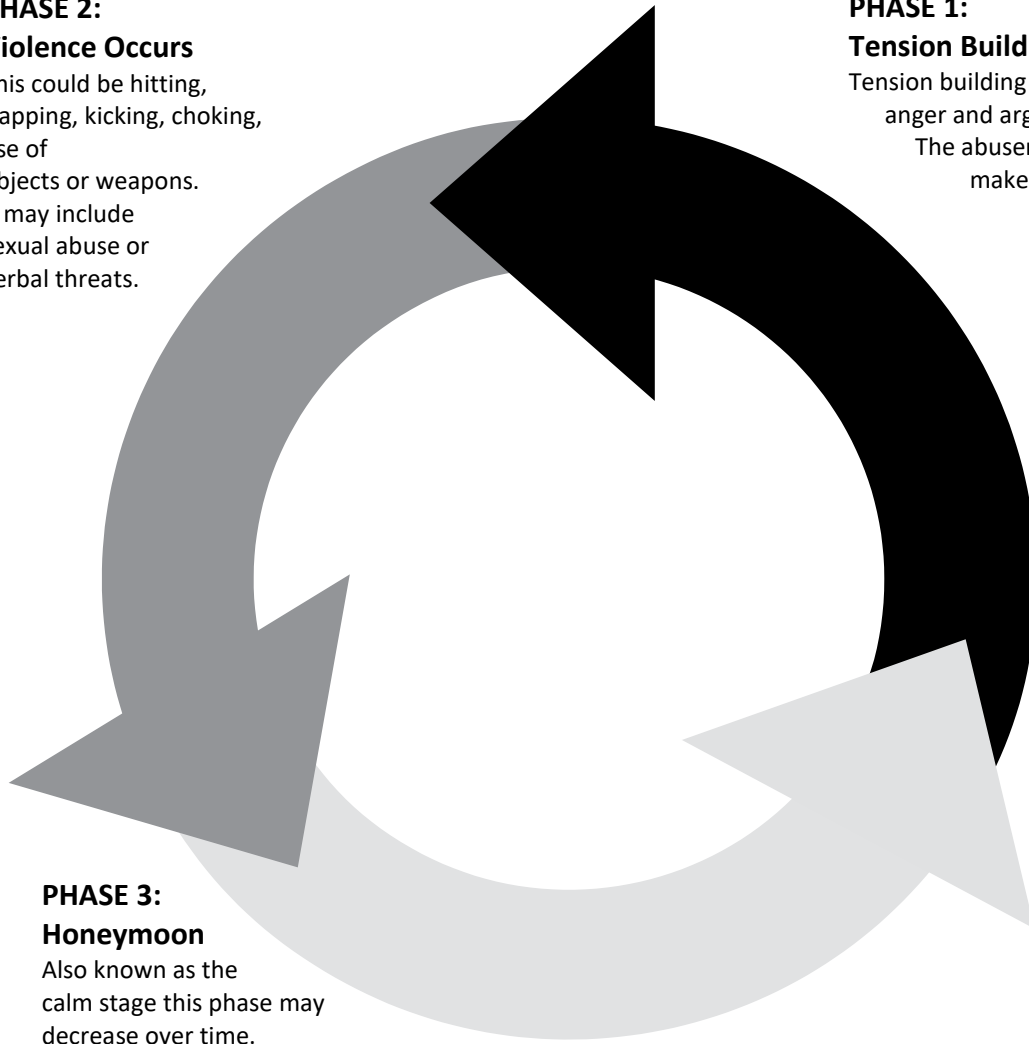 PHASE 1:
Tension Build
Tension building
anger and arg
The abuser
make
PHASE 2:
Violence Occurs
his could be hitting,
apping, kicking, choking,
se of
bjects or weapons.
may include
exual abuse or
erbal threats.
PHASE 3:
Honeymoon
Also known as the
calm stage this phase may
decrease over time.